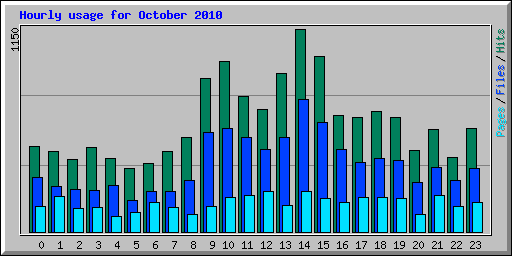 Hourly usage for October 2010
1150
Pages/Files/Hits
0 1 2 3 4 5 6 7 8 9 10 11 12 13 14 15 16 17 18 19 20 21 22 23